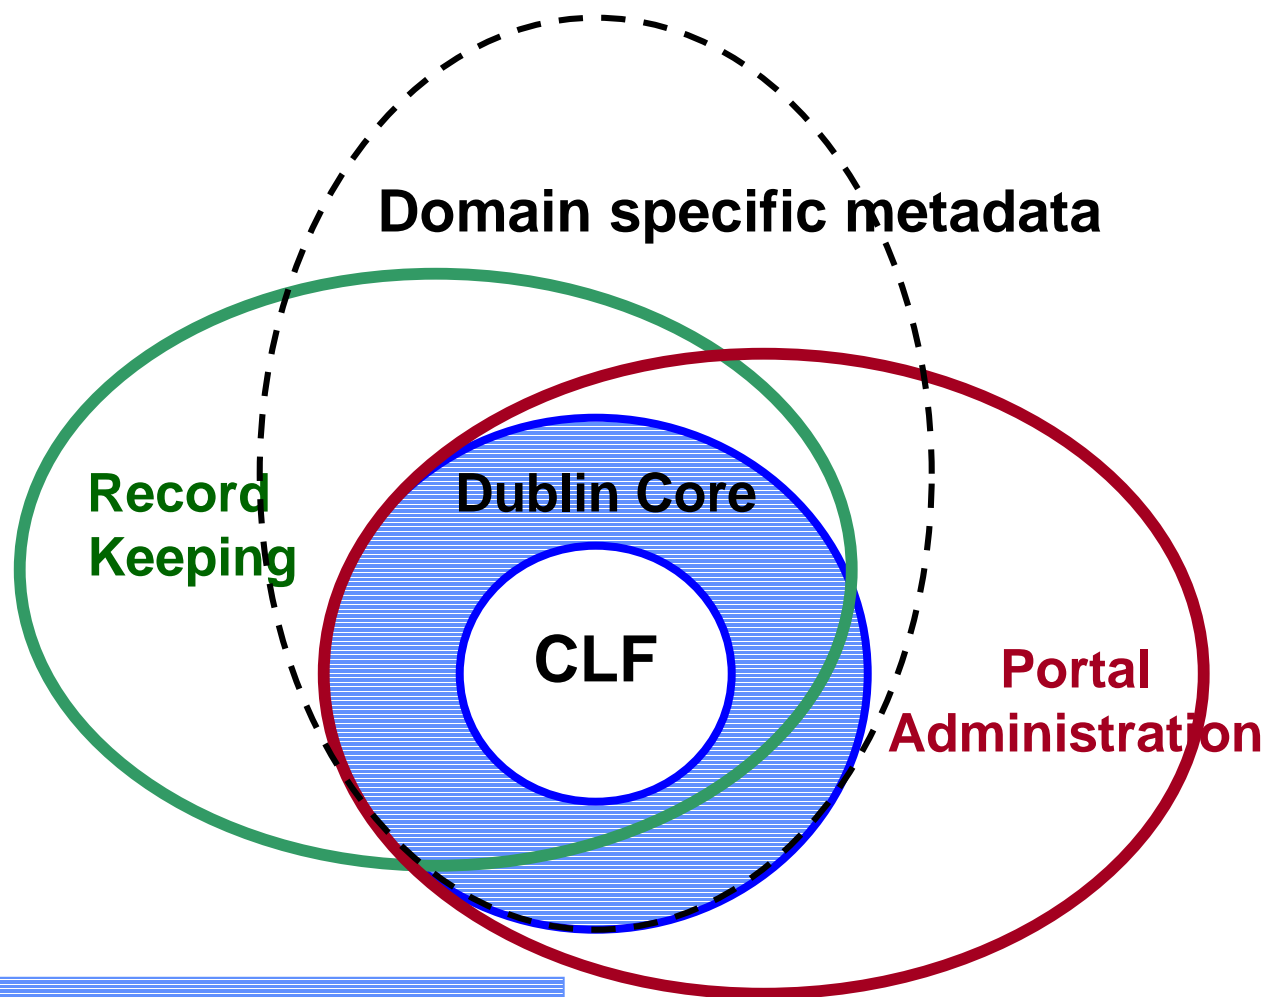 Domain specific metadata
Record
Keeping
Dublin Core
CLF
Portal
Administration